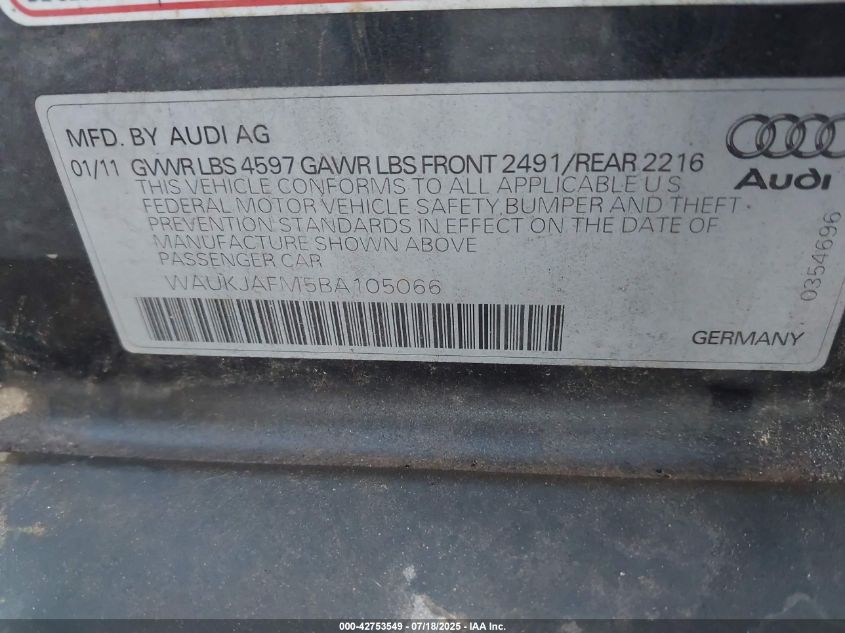 MFD. BY AUDI AG
01/11 GVWR LBS 4597 GAWR LBS FRONT 2491/REAR 2216
THIS VEHICLE CONFORMS TO ALL APPLICABLE U S
FEDERAL MOTOR VEHICLE SAFETY,BUMPER AND THEFT
PREVENTION STANDARDS IN EFFECT ON THE DATE OF
MANUFACTURE SHOWN ABOVE
PASSENGER CAR
WAUKJAFM5BA105066
Audi
0354696
GERMANY
000-42753549 - 07/18/2025 - IAA Inc.